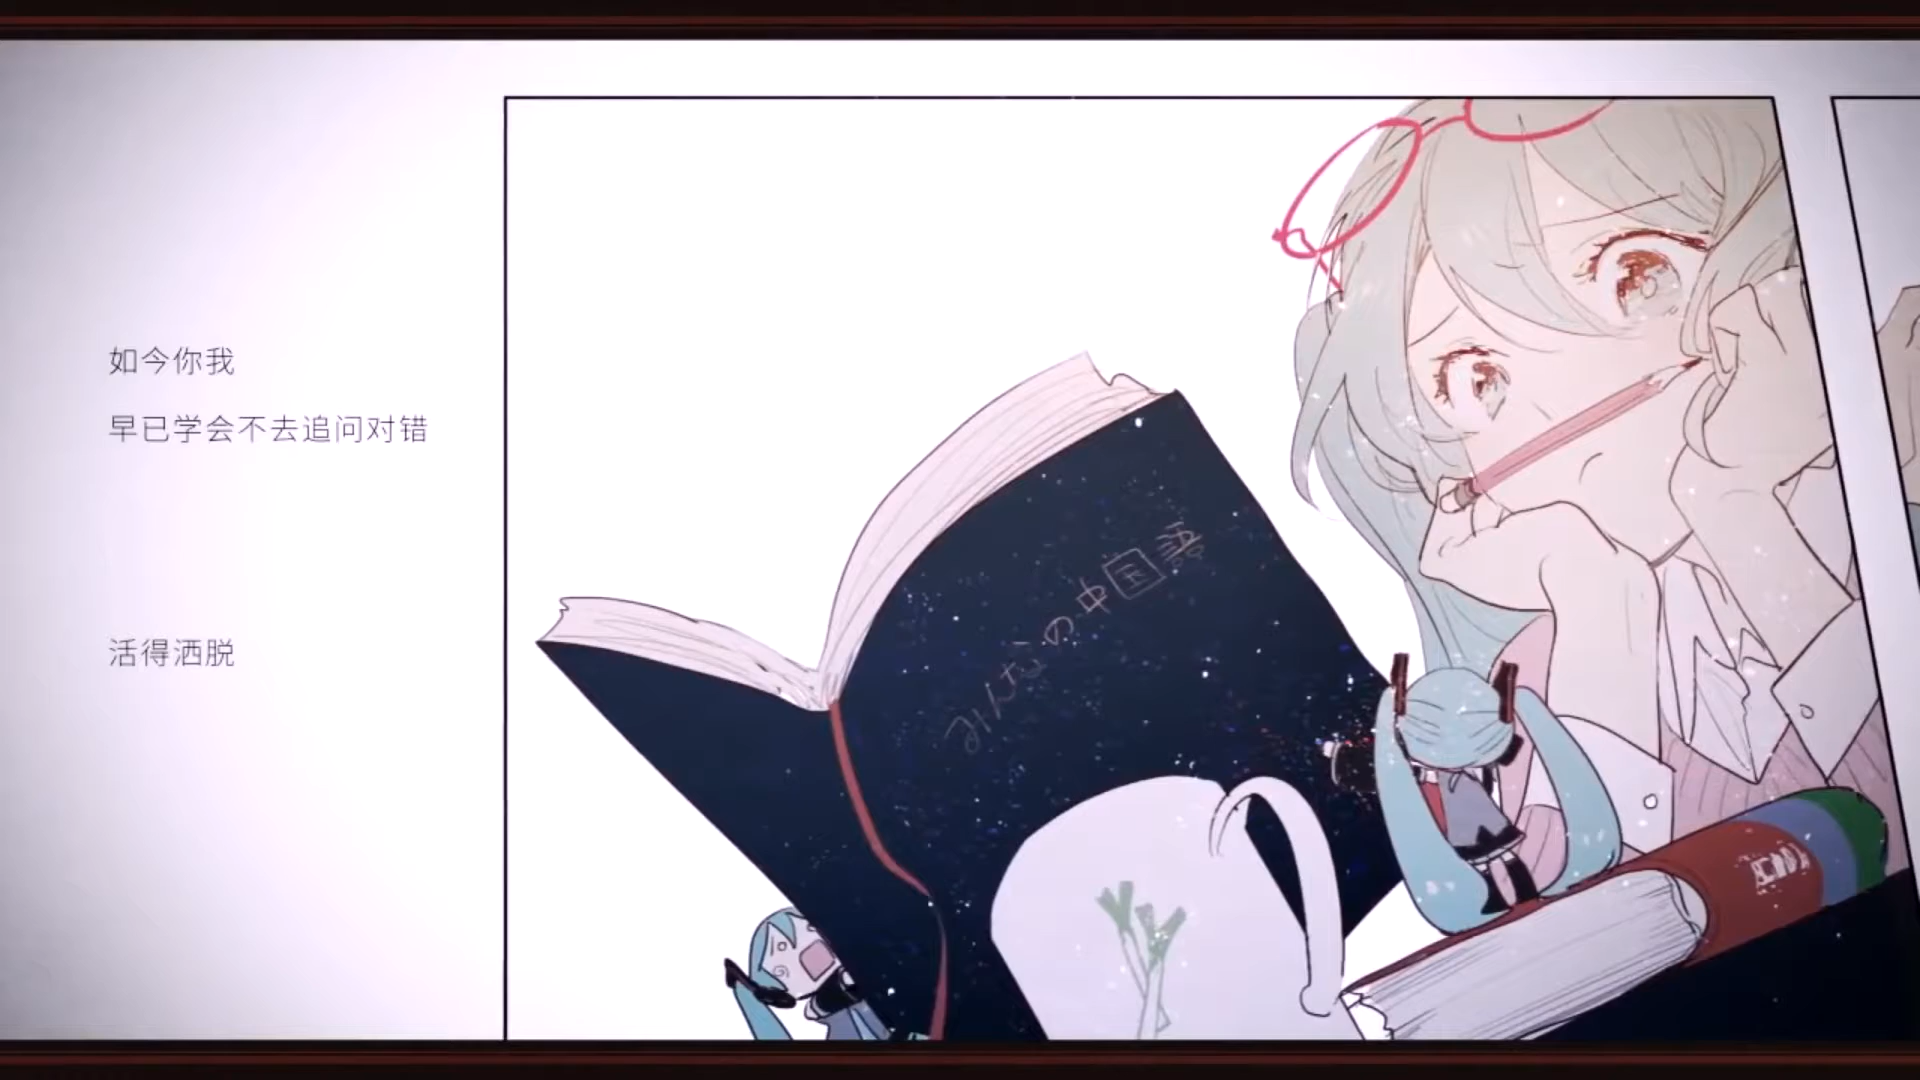 如今你我
早已学会不去追问对错
活得洒脱
みんなの中国語